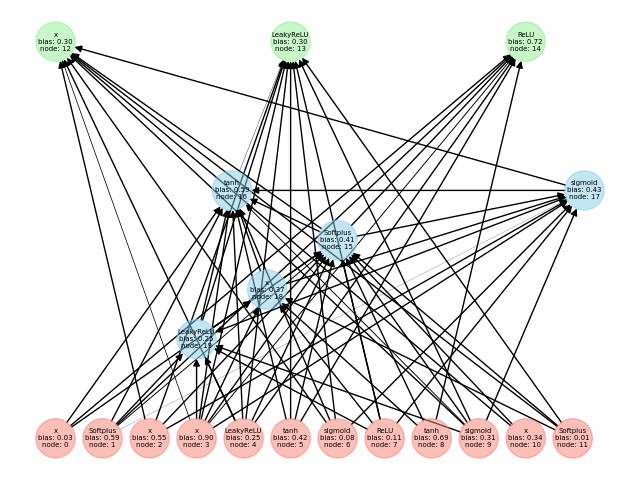 x
bias: 0.30
node: 12
LeakyReLU
bias: 0.30
node: 13
ReLU
bias: 0.72
node: 14
tanh
bias: 0.59
node: 16
sigmoid
bias: 0.43
node: 17
Softplus
bias: 0.41
node: 15
bias: 0.37
node: 18
LeakyReLU
bias: 0.25
node: 19
x
bias: 0.03
node: 0
Softplus
bias: 0.59
node: 1
x
bias: 0.55
node: 2
x
bias: 0.90
node: 3
LeakyReLU
bias: 0.25
node: 4
tanh
bias: 0.42
node: 5
sigmoid
bias: 0.08
node: 6
ReLU
bias: 0.11
node: 7
tanh
bias: 0.69
node: 8
sigmoid
bias: 0.31
node: 9
x
bias: 0.34
node: 10
Softplus
bias: 0.01
node: 11